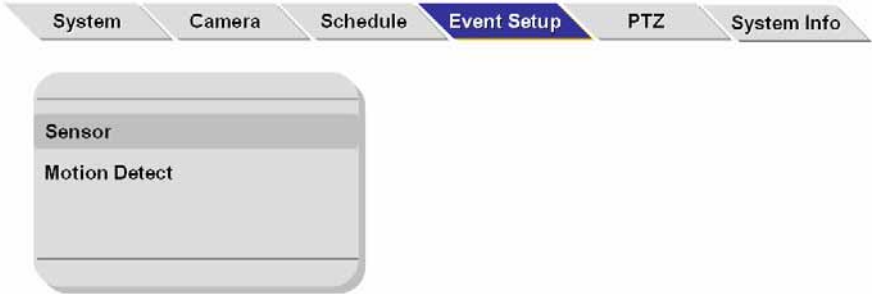 System Camera Schedule Event Setup PTZ System Info
Sensor
Motion Detect